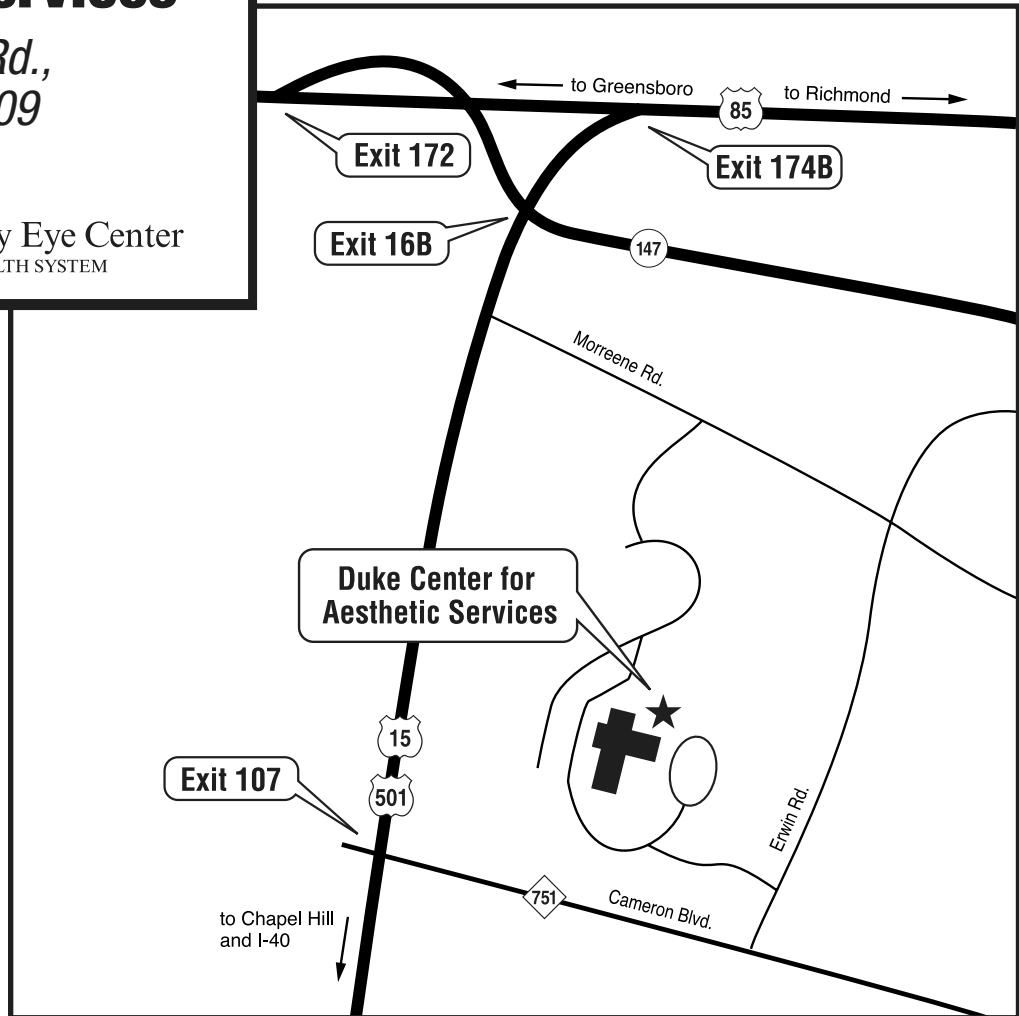 Rd.,
09
Eye Center
SYSTEM
to Greensboro
to Richmond
85
Exit 172
Exit 174B
Exit 16B
147
Morreene Rd.
Duke Center for
Aesthetic Services
15
Exit 107
501
Erwin Rd.
751
Cameron Blvd.
to Chapel Hill
and I-40